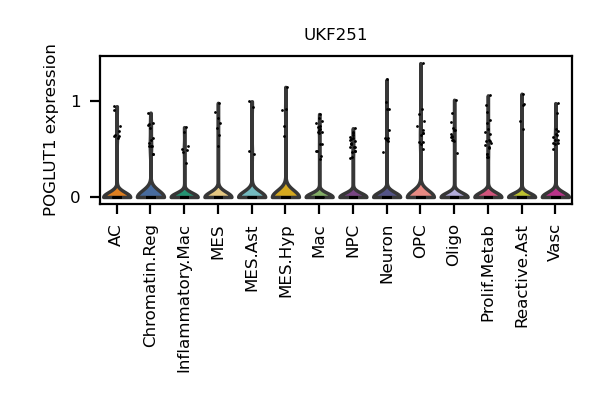 UKF251
POGLUT1 expression
1
0
AC
Chromatin.Reg
Inflammatory.Mac
MES
MES.Ast
MES.Hyp
Mac
NPC
Neuron
OPC
Oligo
Prolif.Metab
Reactive.Ast
Vasc